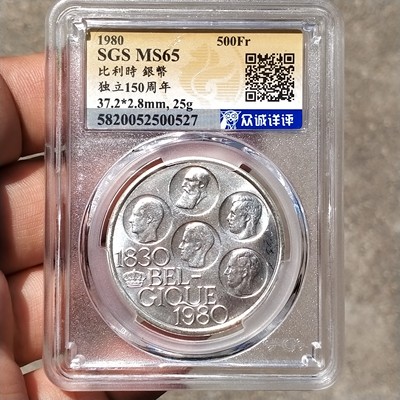 1980 500Fr
SGS MS65
比利時 銀幣
独立150周年
37.2*2.8mm, 25g
5820052500527
众诚详评
1830
BEL-
GIQUE
1980